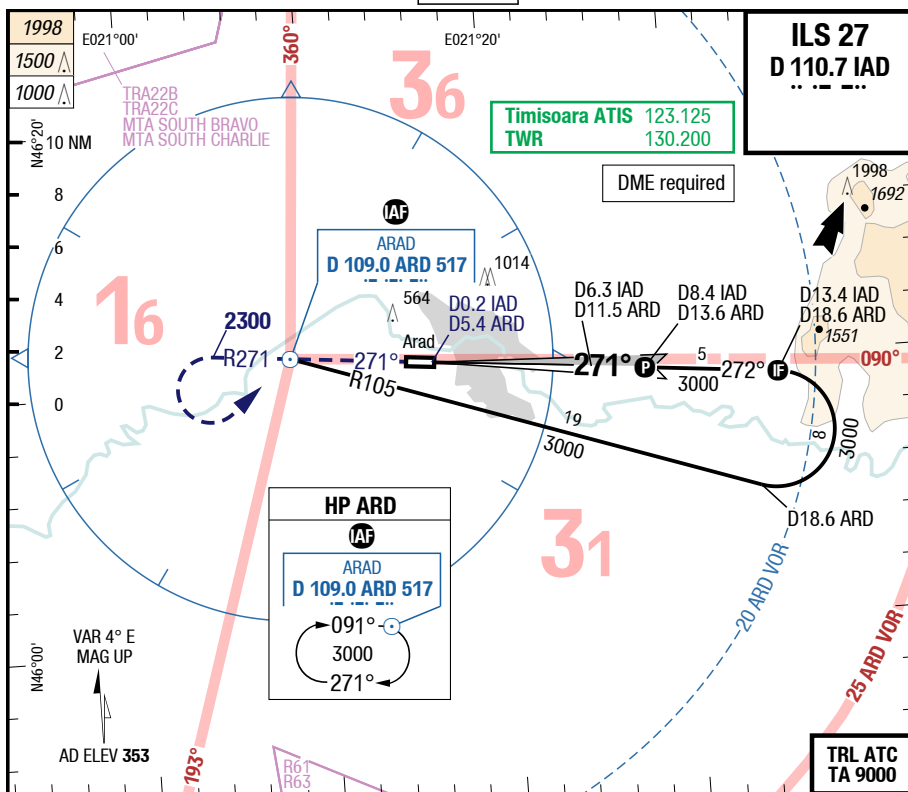 1998
1500
1000
E021°00'
360°
E021°20'
36
ILS 27
D 110.7 IAD
TRA22B
TRA22C
MTA SOUTH BRAVO
MTA SOUTH CHARLIE
Timisoara ATIS 123.125
TWR 130.200
N46°20'
10 NM
8
6
4
2
0
DME required
1998
1692
IAF
ARAD
D 109.0 ARD 517
1014
16
564
D0.2 IAD
D5.4 ARD
D6.3 IAD
D11.5 ARD
D8.4 IAD
D13.6 ARD
D13.4 IAD
D18.6 ARD
2300
Arad
1551
R271
271°
271°
P
5
3000
272°
IF
090°
R105
19
3000
8
3000
D18.6 ARD
HP ARD
IAF
ARAD
D 109.0 ARD 517
091°
3000
271°
31
20 ARD VOR
25 ARD VOR
N46°00'
VAR 4° E
MAG UP
AD ELEV 353
193°
R61
R63
TRL ATC
TA 9000